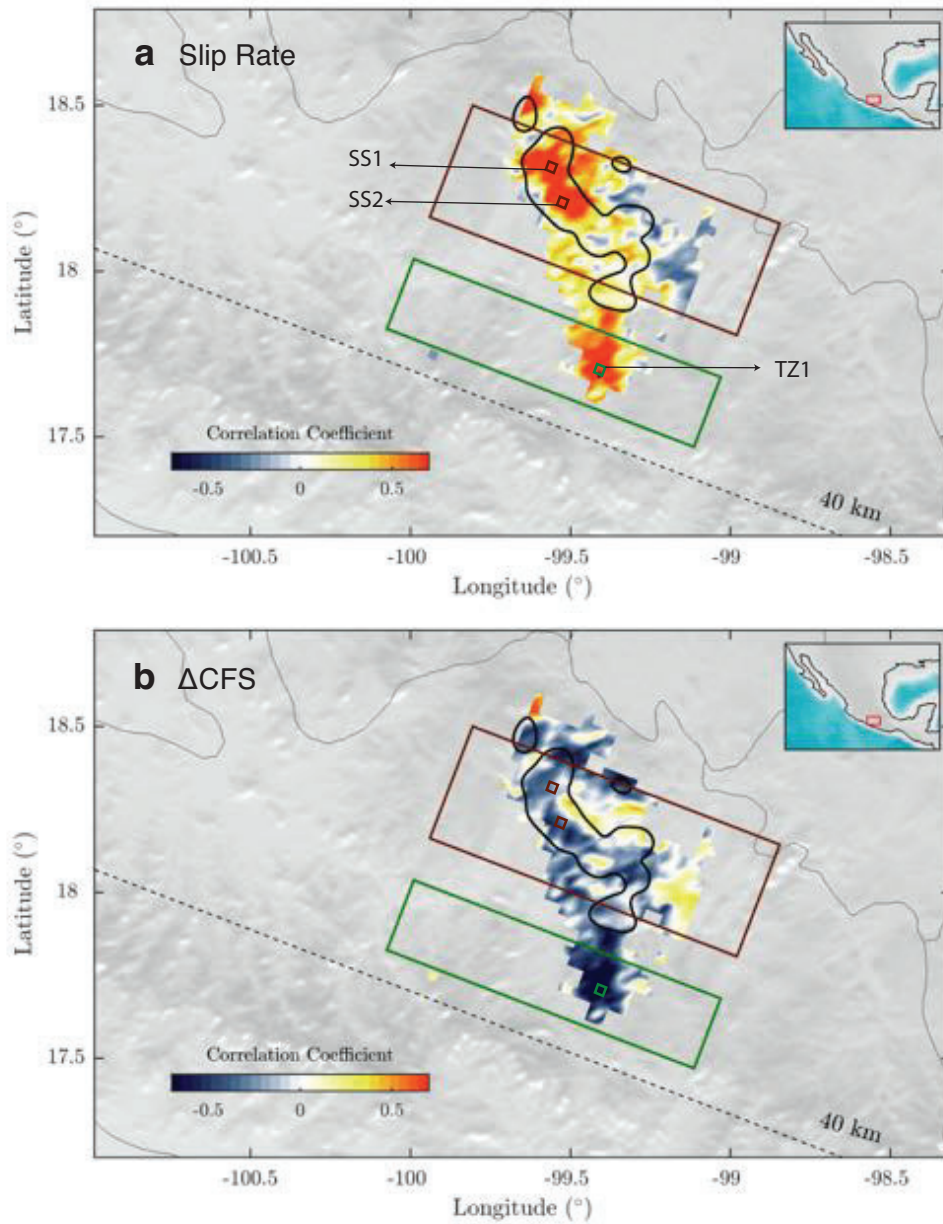 a Slip Rate
18.5
SS1
SS2
18
TZ1
17.5
Latitude (°)
Correlation Coefficient
-0.5 0 0.5
40 km
-100.5 -100 -99.5 -99 -98.5
Longitude (°)
b ΔCFS
18.5
18
17.5
Latitude (°)
Correlation Coefficient
-0.5 0 0.5
40 km
-100.5 -100 -99.5 -99 -98.5
Longitude (°)